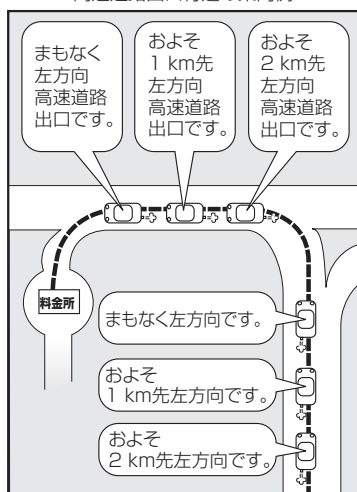 まもなく
左方向
高速道路
出口です。
およそ
1 km先
左方向
高速道路
出口です。
およそ
2 km先
左方向
高速道路
出口です。
料金所
まもなく左方向です。
およそ
1 km先左方向です。
およそ
2 km先左方向です。